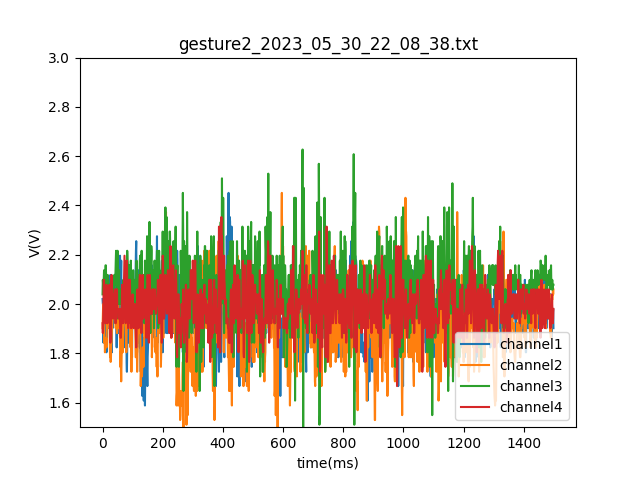 gesture2_2023_05_30_22_08_38.txt
3.0
2.8
2.6
2.4
2.2
2.0
1.8
1.6
V(V)
channel1
channel2
channel3
channel4
0 200 400 600 800 1000 1200 1400
time(ms)